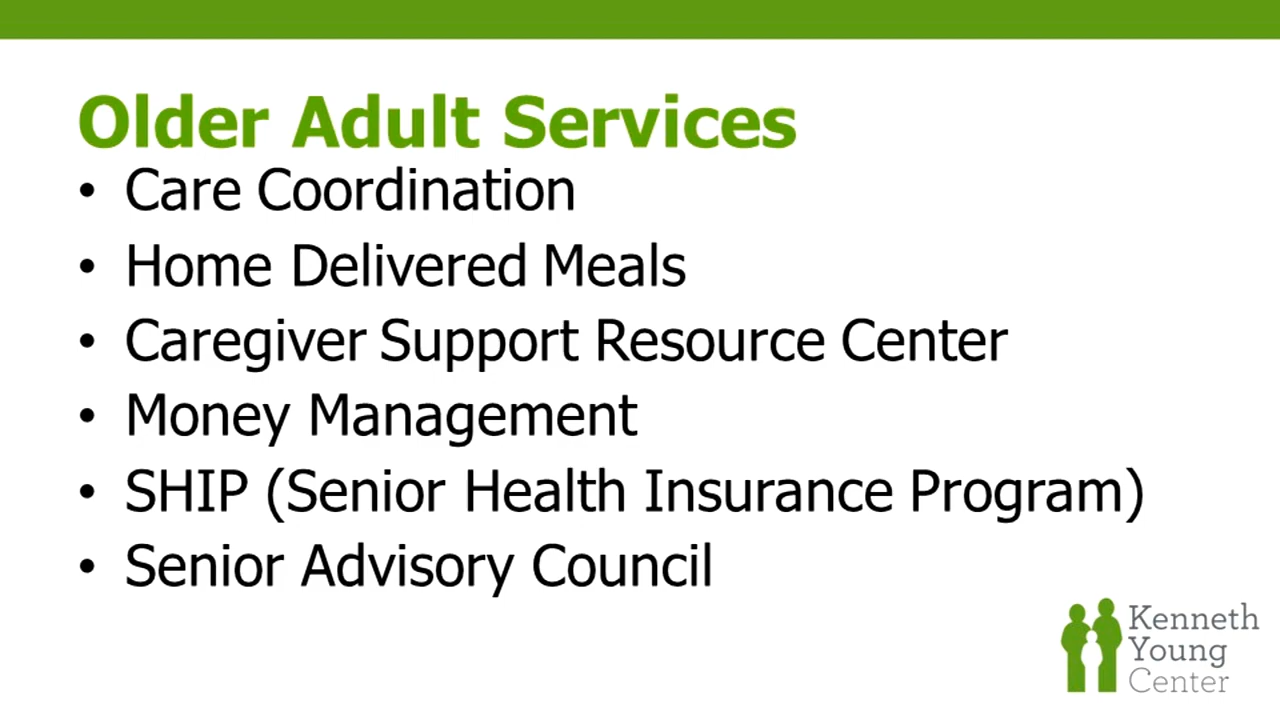 Older Adult Services
• Care Coordination
• Home Delivered Meals
• Caregiver Support Resource Center
• Money Management
• SHIP (Senior Health Insurance Program)
• Senior Advisory Council
Kenneth
Young
Center